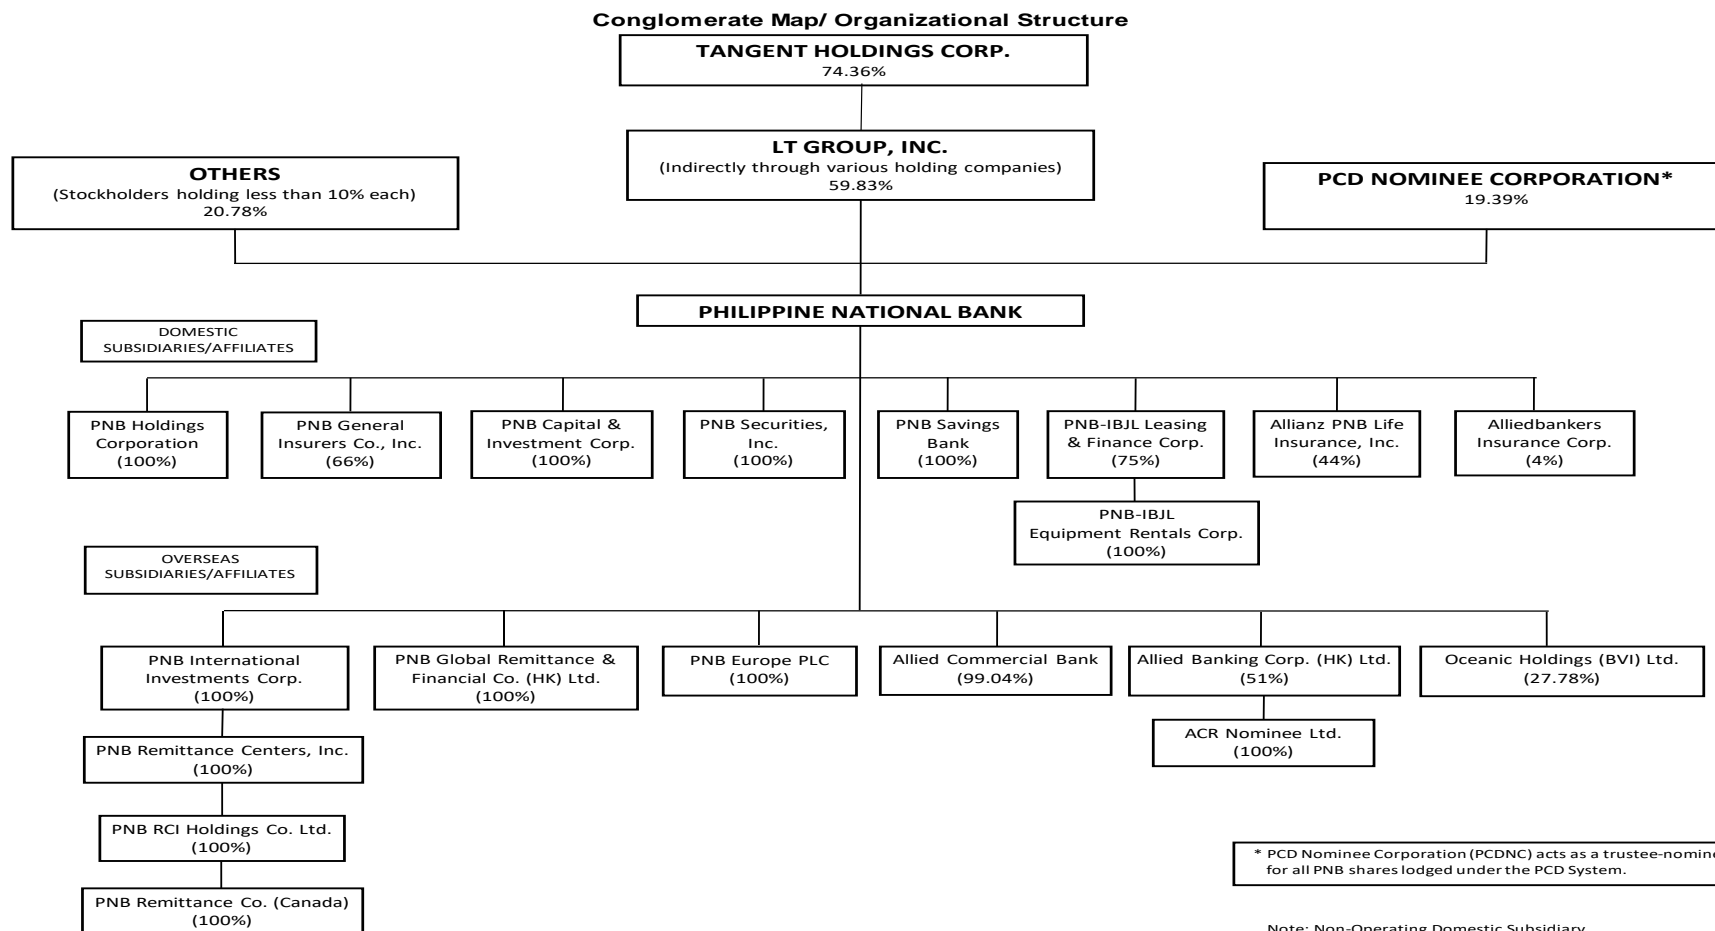 Conglomerate Map/ Organizational Structure
TANGENT HOLDINGS CORP.
74.36%
LT GROUP, INC.
(Indirectly through various holding companies)
59.83%
OTHERS
(Stockholders holding less than 10% each)
20.78%
PCD NOMINEE CORPORATION*
19.39%
PHILIPPINE NATIONAL BANK
DOMESTIC
SUBSIDIARIES/AFFILIATES
PNB Holdings
Corporation
(100%)
PNB General
Insurers Co., Inc.
(66%)
PNB Capital &
Investment Corp.
(100%)
PNB Securities,
Inc.
(100%)
PNB Savings
Bank
(100%)
PNB-IBJL Leasing
& Finance Corp.
(75%)
Allianz PNB Life
Insurance, Inc.
(44%)
Alliedbankers
Insurance Corp.
(4%)
PNB-IBJL
Equipment Rentals Corp.
(100%)
OVERSEAS
SUBSIDIARIES/AFFILIATES
PNB International
Investments Corp.
(100%)
PNB Global Remittance &
Financial Co. (HK) Ltd.
(100%)
PNB Europe PLC
(100%)
Allied Commercial Bank
(99.04%)
Allied Banking Corp. (HK) Ltd.
(51%)
Oceanic Holdings (BVI) Ltd.
(27.78%)
PNB Remittance Centers, Inc.
(100%)
ACR Nominee Ltd.
(100%)
PNB RCI Holdings Co. Ltd.
(100%)
PNB Remittance Co. (Canada)
(100%)
* PCD Nominee Corporation (PCDNC) acts as a trustee-nomine
for all PNB shares lodged under the PCD System.
Note: Non-Operating Domestic Subsidiary